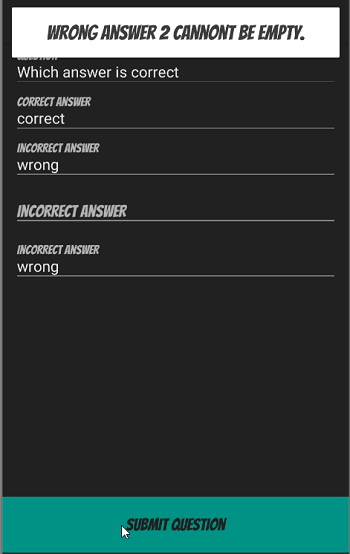 WRONG ANSWER 2 CANNONT BE EMPTY.
QUESTION
Which answer is correct
CORRECT ANSWER
correct
INCORRECT ANSWER
wrong
INCORRECT ANSWER
INCORRECT ANSWER
wrong
SUBMIT QUESTION